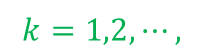 k = 1,2, ⋯ ,